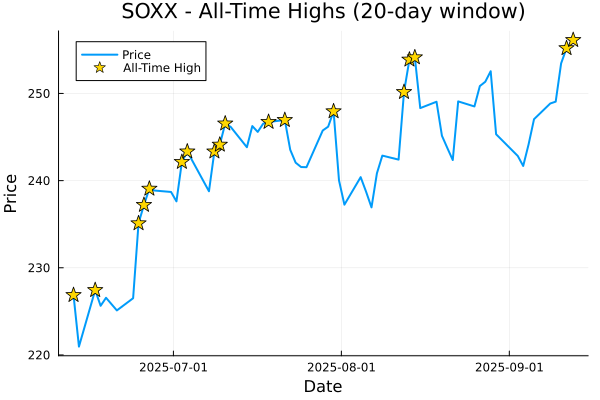 SOXX - All-Time Highs (20-day window)
Price
All-Time High
Price
250
240
230
220
2025-07-01
2025-08-01
2025-09-01
Date